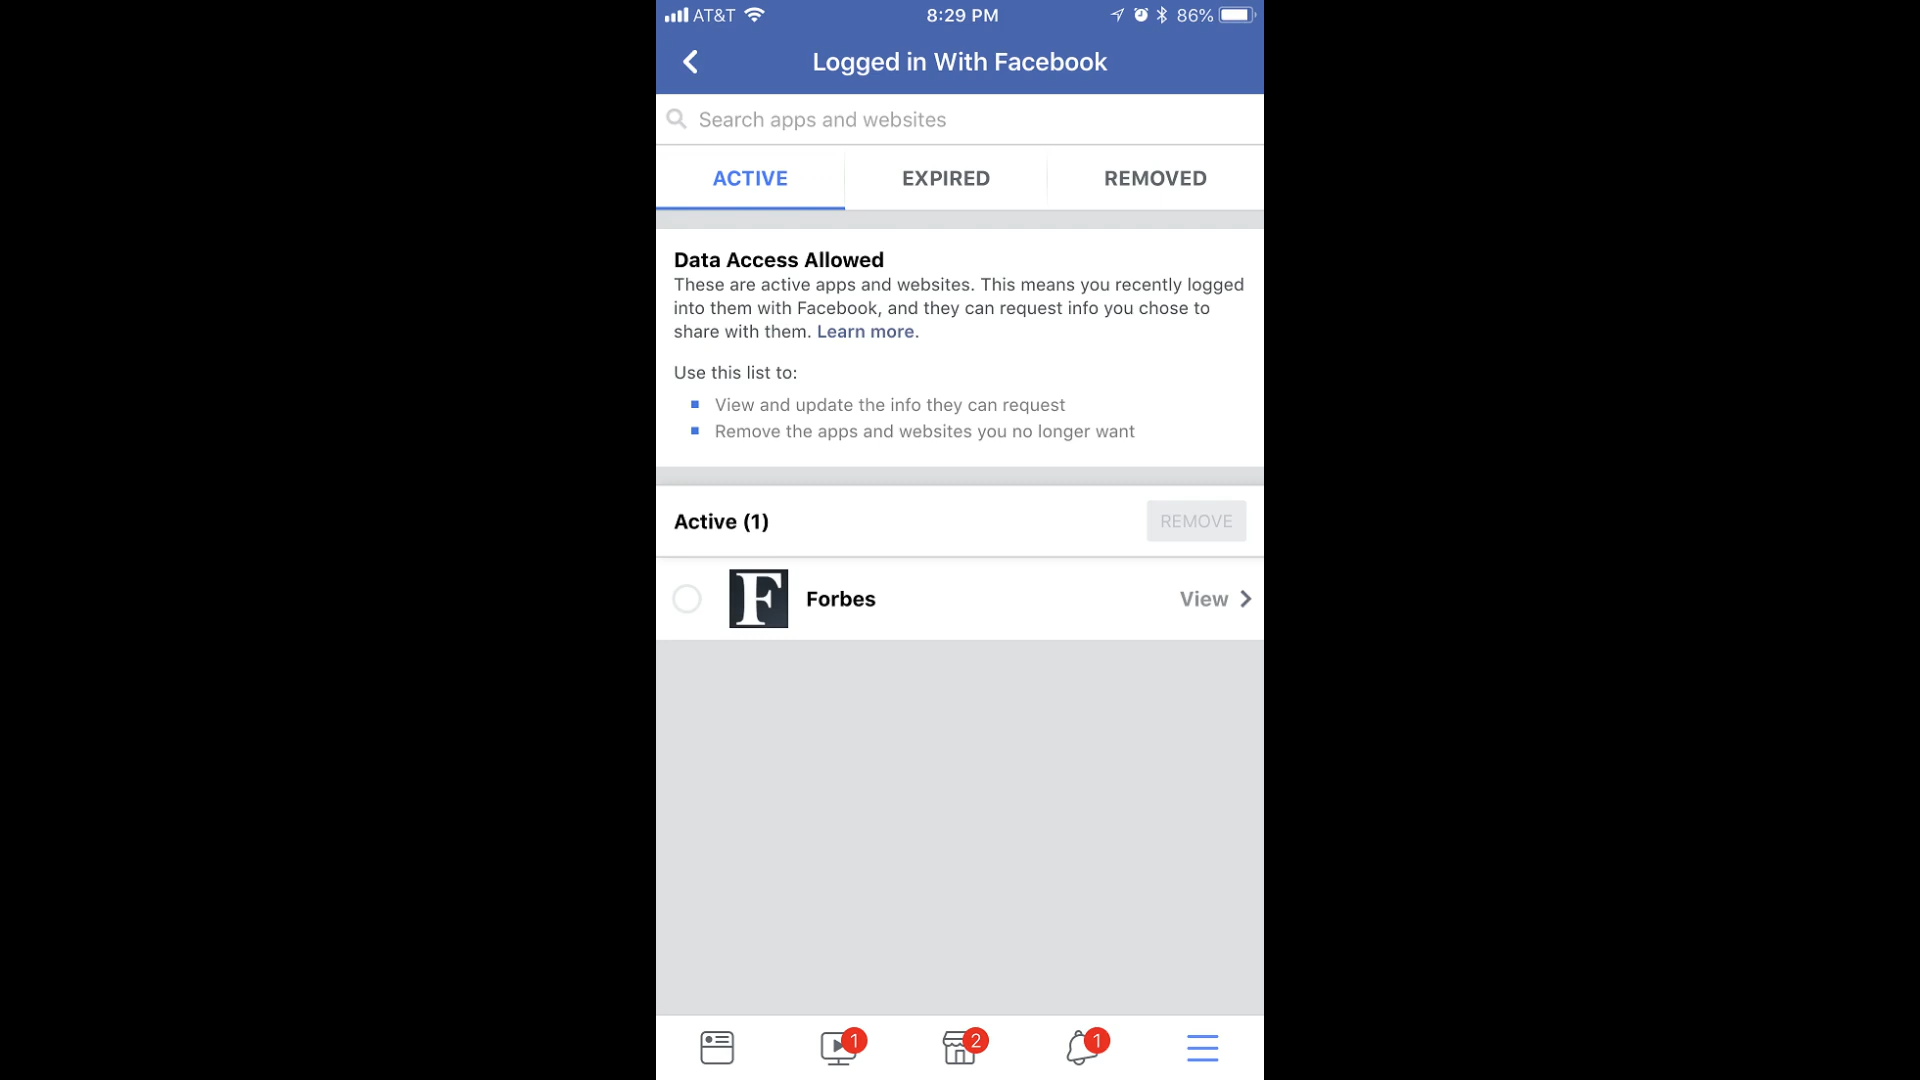 AT&T 8:29 PM 86%
Logged in With Facebook
Search apps and websites
ACTIVE EXPIRED REMOVED
Data Access Allowed
These are active apps and websites. This means you recently logged
into them with Facebook, and they can request info you chose to
share with them. Learn more.
Use this list to:
View and update the info they can request
Remove the apps and websites you no longer want
Active (1) REMOVE
F Forbes View
1 2 1